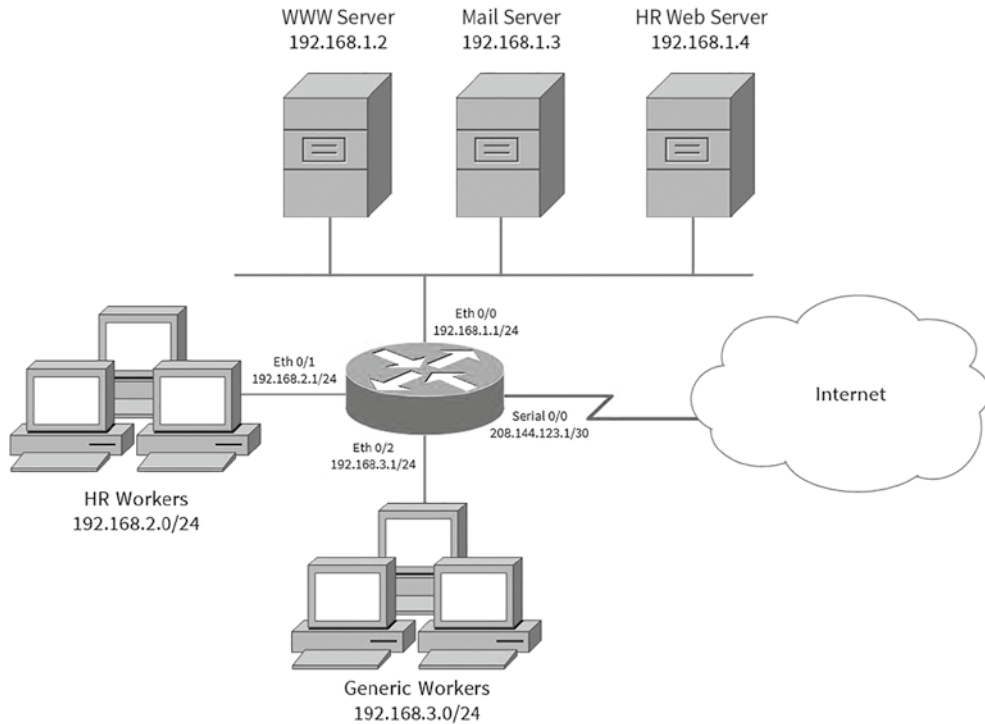 WWW Server
192.168.1.2
Mail Server
192.168.1.3
HR Web Server
192.168.1.4
Eth 0/0
192.168.1.1/24
Eth 0/1
192.168.2.1/24
Internet
Serial 0/0
208.144.123.1/30
Eth 0/2
192.168.3.1/24
HR Workers
192.168.2.0/24
Generic Workers
192.168.3.0/24